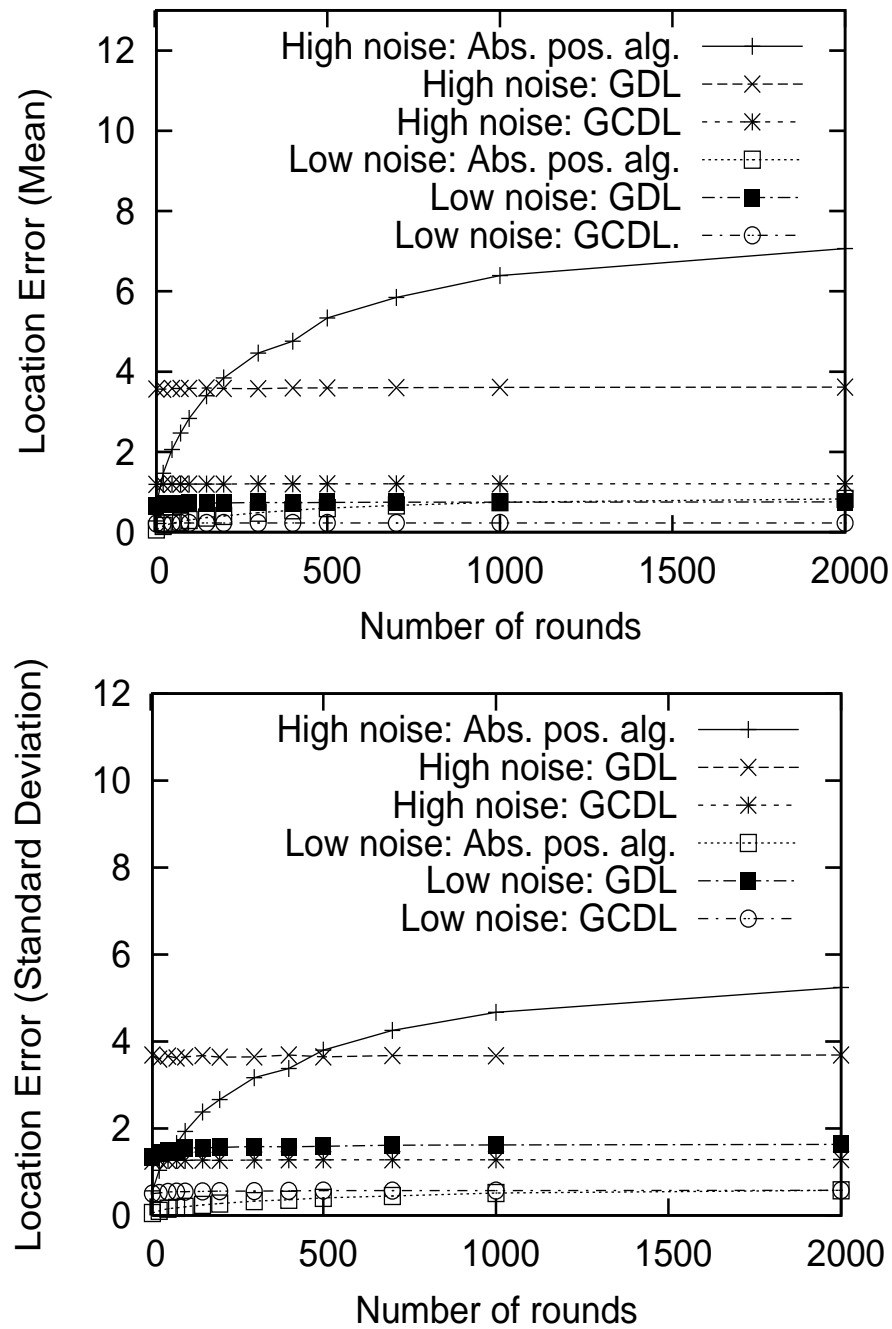 12
10
8
6
4
2
0
Location Error (Mean)
High noise: Abs. pos. alg.
High noise: GDL
High noise: GCDL
Low noise: Abs. pos. alg.
Low noise: GDL
Low noise: GCDL.
0 500 1000 1500 2000
Number of rounds
12
10
8
6
4
2
0
Location Error (Standard Deviation)
High noise: Abs. pos. alg.
High noise: GDL
High noise: GCDL
Low noise: Abs. pos. alg.
Low noise: GDL
Low noise: GCDL
0 500 1000 1500 2000
Number of rounds